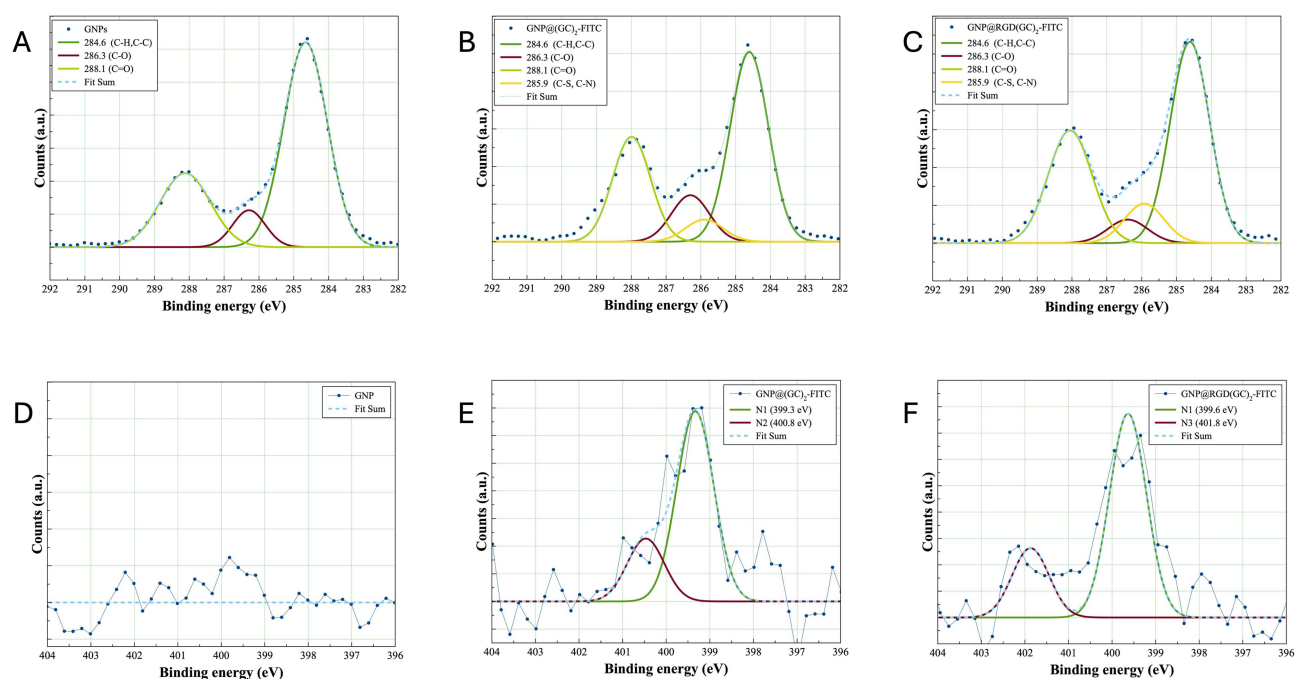 A
GNPs
284.6 (C-H,C-C)
286.3 (C-O)
288.1 (C=O)
Fit Sum
Counts (a.u.)
292 291 290 289 288 287 286 285 284 283 282
Binding energy (eV)
B
GNP@(GC)₂-FITC
284.6 (C-H,C-C)
286.3 (C-O)
288.1 (C=O)
285.9 (C-S, C-N)
Fit Sum
Counts (a.u.)
292 291 290 289 288 287 286 285 284 283 282
Binding energy (eV)
C
GNP@RGD(GC)₂-FITC
284.6 (C-H,C-C)
286.3 (C-O)
288.1 (C=O)
285.9 (C-S, C-N)
Fit Sum
Counts (a.u.)
292 291 290 289 288 287 286 285 284 283 282
Binding energy (eV)
D
GNP
Fit Sum
Counts (a.u.)
404 403 402 401 400 399 398 397 396
Binding energy (eV)
E
GNP@(GC)₂-FITC
N1 (399.3 eV)
N2 (400.8 eV)
Fit Sum
Counts (a.u.)
404 403 402 401 400 399 398 397 396
Binding energy (eV)
F
GNP@RGD(GC)₂-FITC
N1 (399.6 eV)
N3 (401.8 eV)
Fit Sum
Counts (a.u.)
404 403 402 401 400 399 398 397 396
Binding energy (eV)